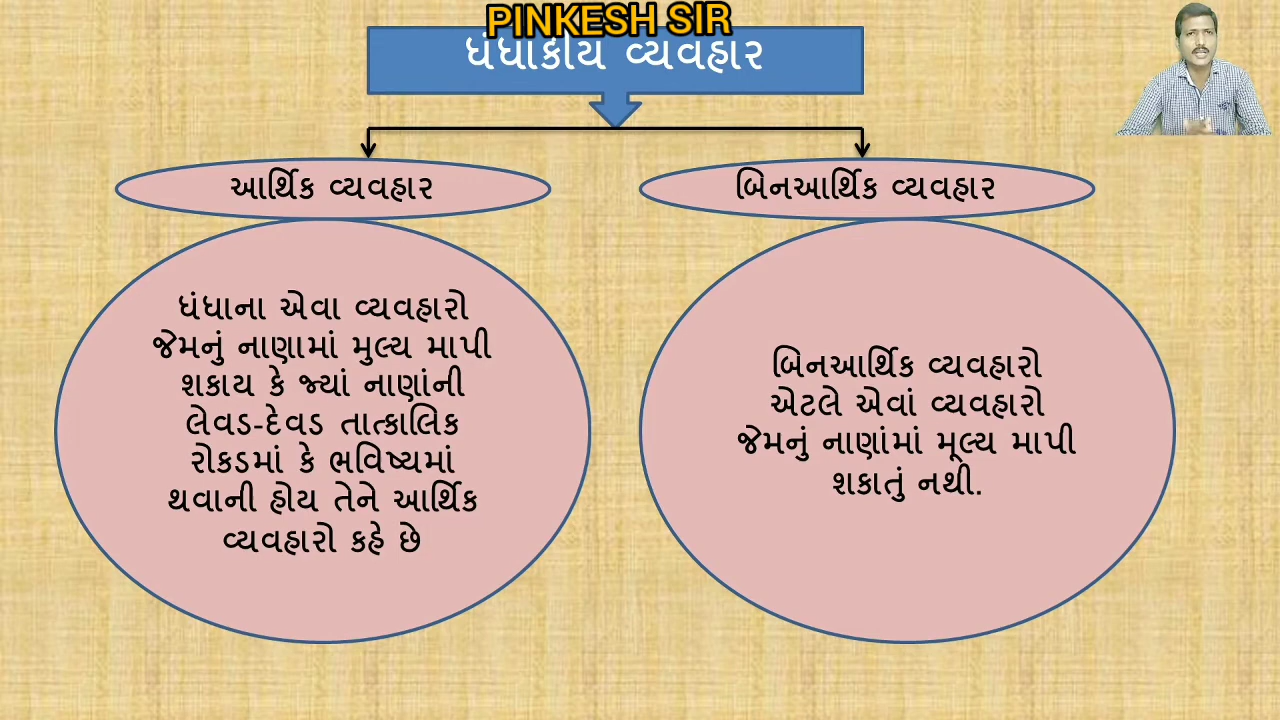 PINKESH SIR
ધંધાકીય વ્યવહાર
આર્થિક વ્યવહાર
બિનઆર્થિક વ્યવહાર
ધંધાના એવા વ્યવહારો
જેમનું નાણામાં મુલ્ય માપી
શકાય કે જ્યાં નાણાંની
લેવડ-દેવડ તાત્કાલિક
રોકડમાં કે ભવિષ્યમાં
થવાની હોય તેને આર્થિક
વ્યવહારો કહે છે
બિનઆર્થિક વ્યવહારો
એટલે એવાં વ્યવહારો
જેમનું નાણાંમાં મૂલ્ય માપી
શકાતું નથી.